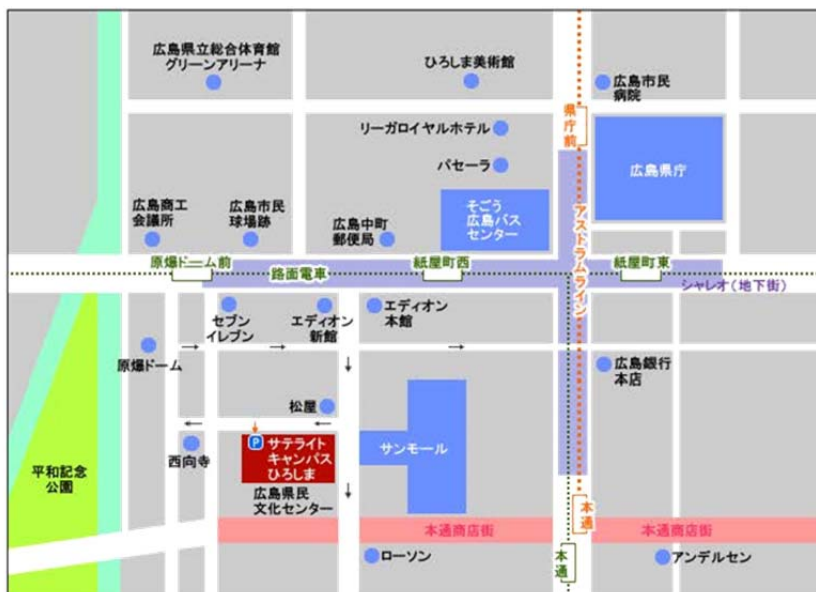 広島県立総合体育館
グリーンアリーナ
ひろしま美術館
広島市民
病院
県庁前
リーガロイヤルホテル
パセーラ
広島県庁
そごう
広島バス
センター
アストラムライン
広島商工
会議所
広島市民
球場跡
広島中町
郵便局
原爆ドーム前
路面電車
紙屋町西
紙屋町東
シャレオ（地下街）
セブン
イレブン
エディオン
新館
エディオン
本館
原爆ドーム
広島銀行
本店
松屋
P
サテライト
キャンパス
ひろしま
サンモール
西向寺
平和記念
公園
広島県民
文化センター
本通
本通商店街
本通商店街
ローソン
本通
アンデルセン